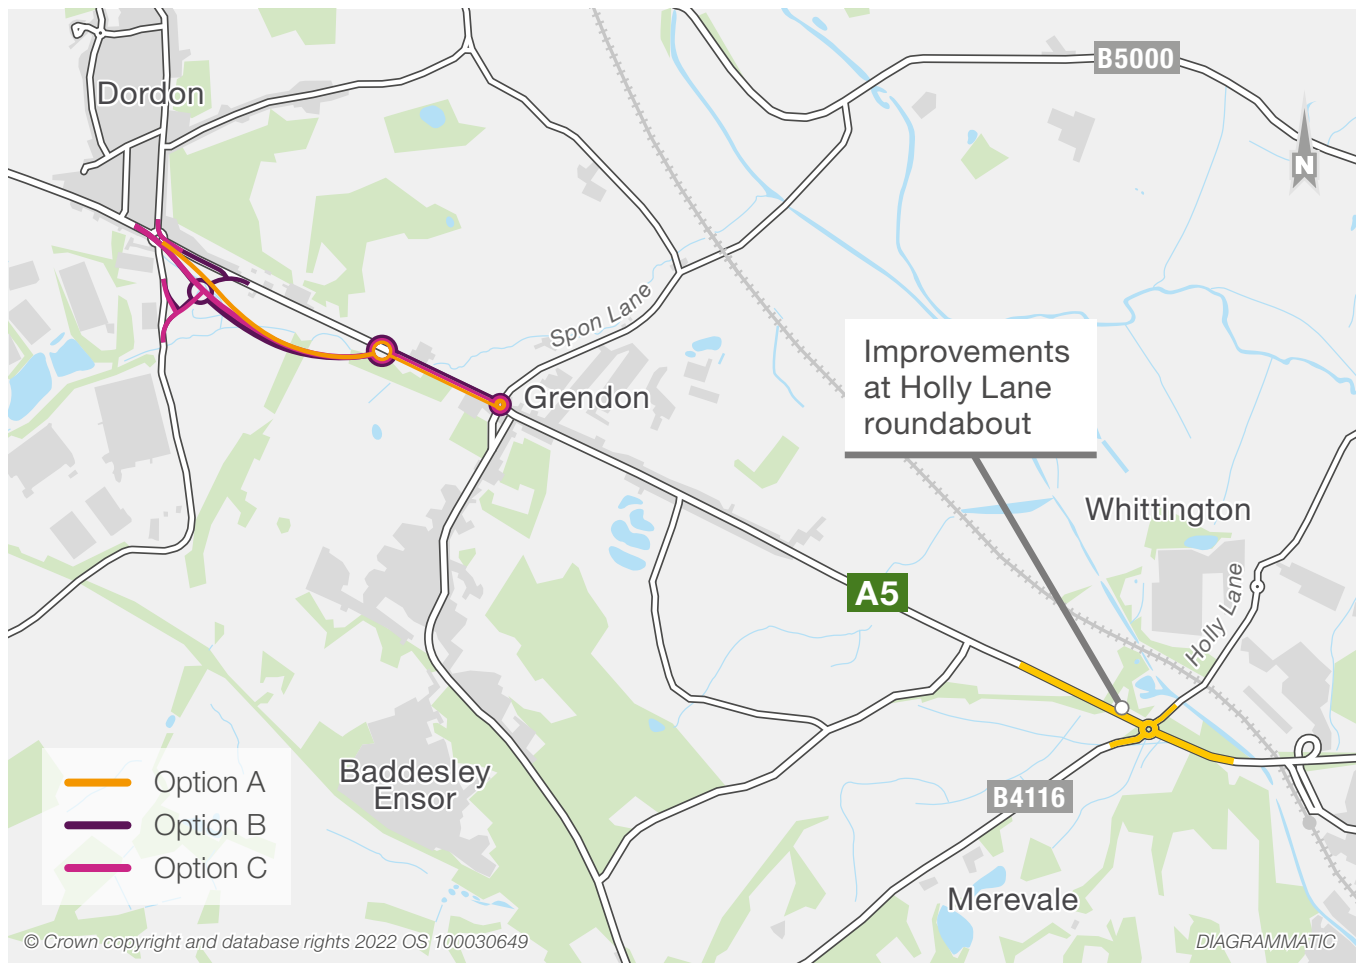 B5000
Dordon
N
Spon Lane
Grendon
Improvements
at Holly Lane
roundabout
Whittington
A5
Holly Lane
Baddesley
Ensor
B4116
Merevale
Option A
Option B
Option C
© Crown copyright and database rights 2022 OS 100030649
DIAGRAMMATIC